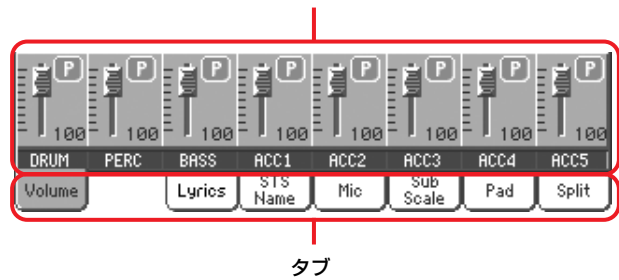 P P P P P P P P
100 100 100 100 100 100 100 100
DRUM PERC BASS ACC1 ACC2 ACC3 ACC4 ACC5
Volume Lyrics STS Name Mic Sub Scale Pad Split
タブ